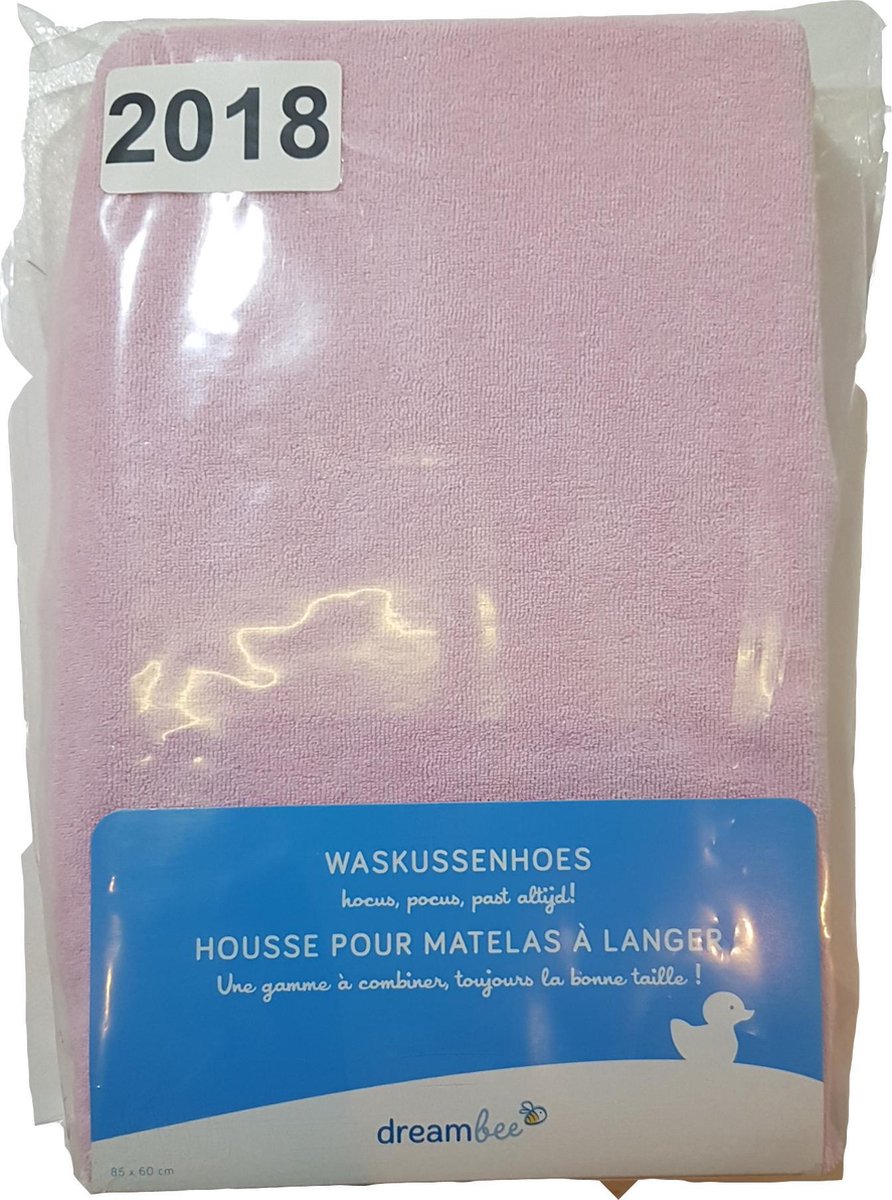 2018
WASKUSSENHOES
hocus, pocus, past altijd!
HOUSSE POUR MATELAS À LANGER
Une gamme à combiner, toujours la bonne taille !
dreambee
85 x 60 cm